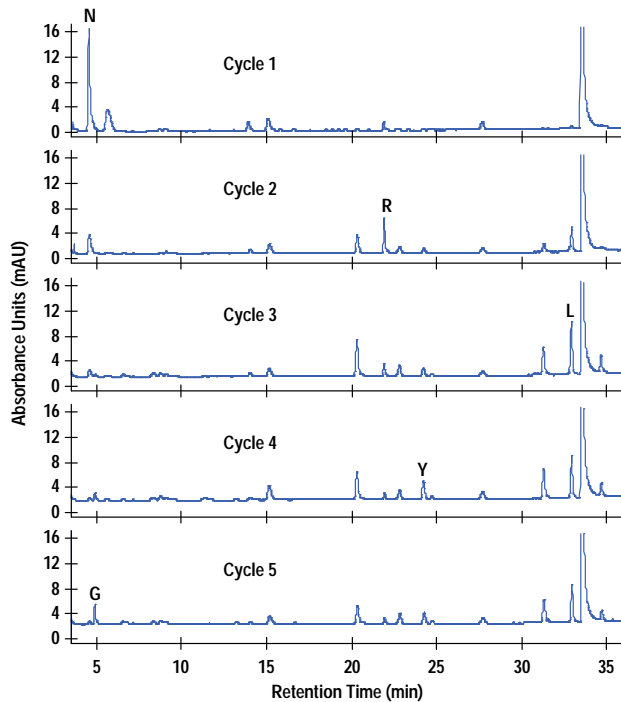 N
16
12
8
4
0
Cycle 1
16
12
8
4
0
Cycle 2
R
16
12
8
4
0
Cycle 3
L
16
12
8
4
0
Cycle 4
Y
16
12
8
4
0
Cycle 5
G
5 10 15 20 25 30 35
Retention Time (min)
Absorbance Units (mAU)